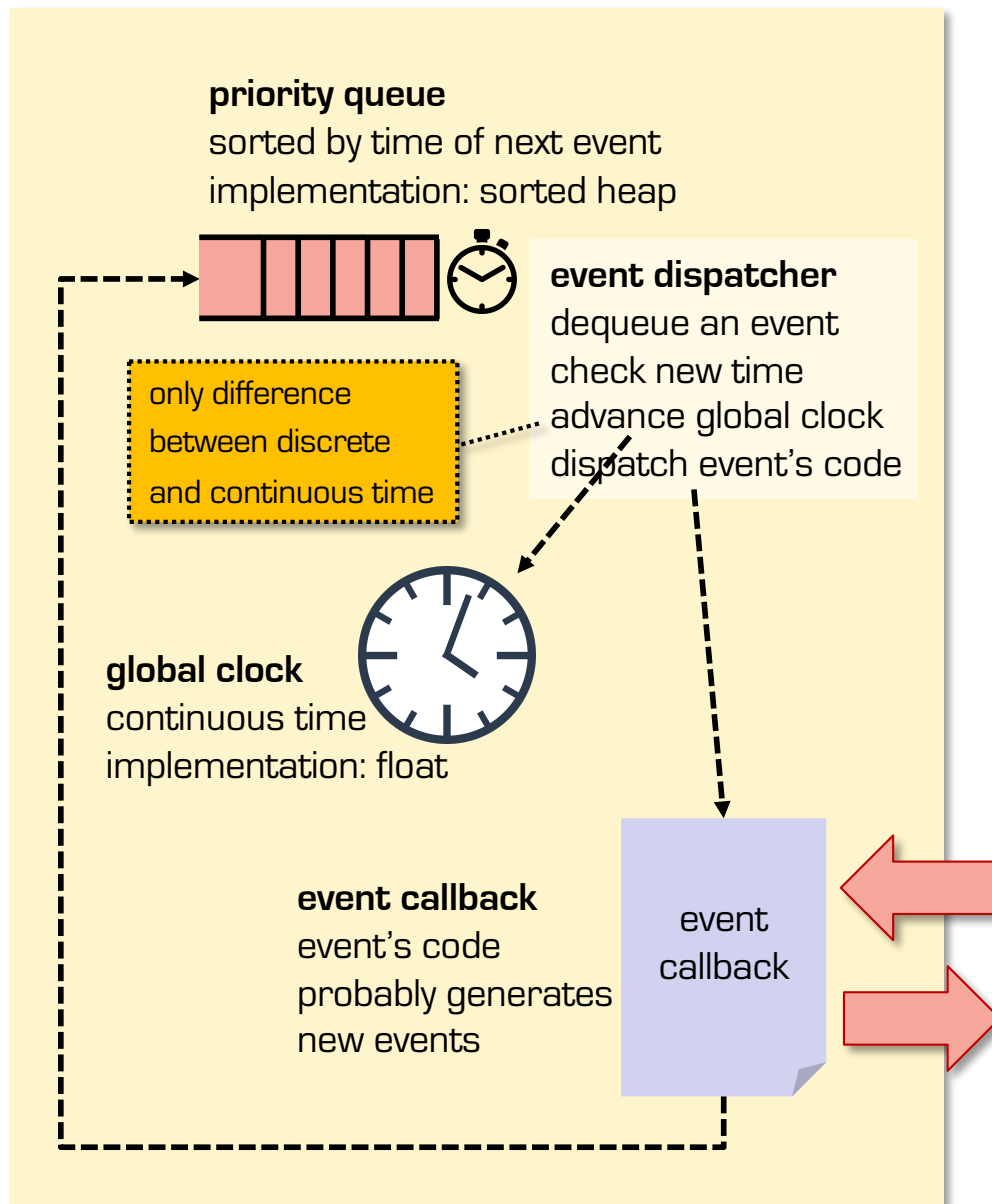 priority queue
sorted by time of next event
implementation: sorted heap
event dispatcher
dequeue an event
check new time
advance global clock
dispatch event's code
only difference
between discrete
and continuous time
global clock
continuous time
implementation: float
event callback
event's code
probably generates
new events
event
callback